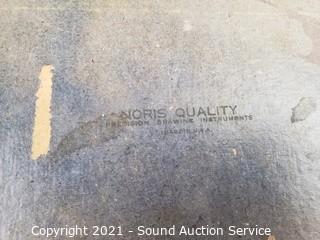 NORIS QUALITY
PRECISION DRAWING INSTRUMENTS
Copyright 2021 - Sound Auction Service